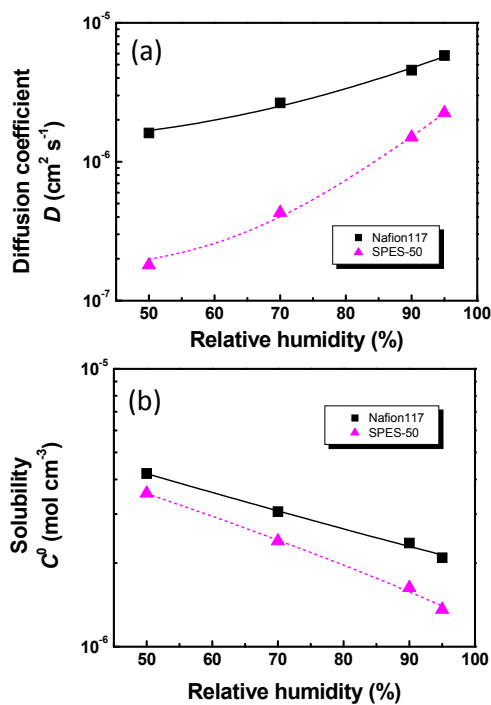 (a)
10⁻⁵
10⁻⁶
10⁻⁷
Diffusion coefficient
D (cm² s⁻¹)
Nafion117
SPES-50
50 60 70 80 90 100
Relative humidity (%)
(b)
10⁻⁵
10⁻⁶
Solubility
C⁰ (mol cm⁻³)
Nafion117
SPES-50
50 60 70 80 90 100
Relative humidity (%)